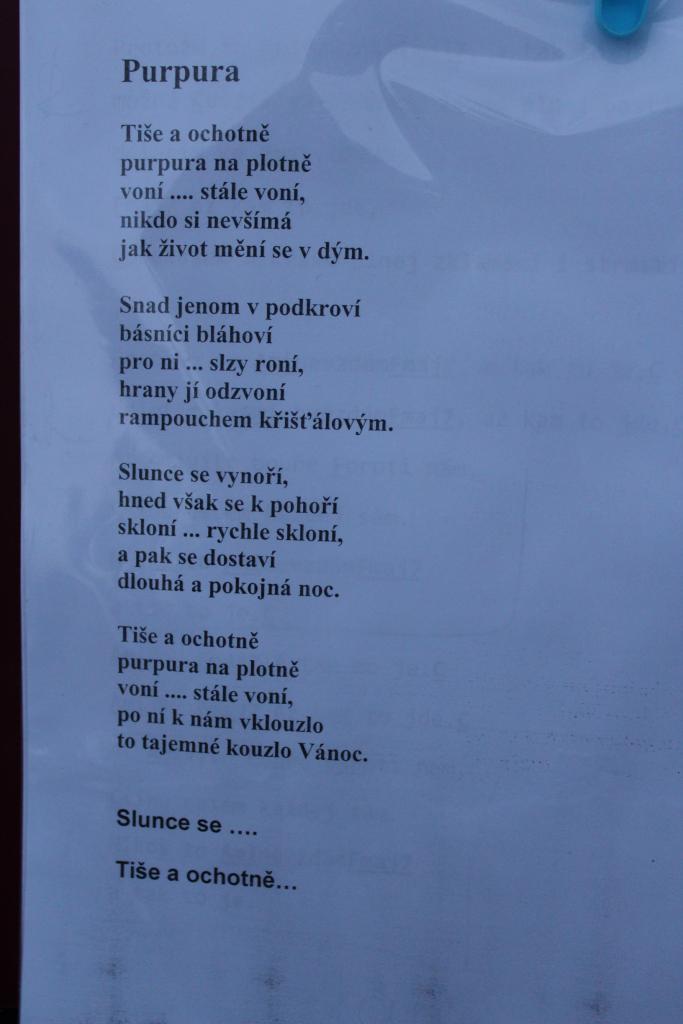 Purpura
Tiše a ochotně
purpura na plotně
voní .... stále voní,
nikdo si nevšímá
jak život mění se v dým.
Snad jenom v podkroví
básníci bláhoví
pro ni ... slzy roní,
hrany jí odzvoní
rampouchem křišťálovým.
Slunce se vynoří,
hned však se k pohoří
skloní ... rychle skloní,
a pak se dostaví
dlouhá a pokojná noc.
Tiše a ochotně
purpura na plotně
voní .... stále voní,
po ní k nám vklouzlo
to tajemné kouzlo Vánoc.
Slunce se ....
Tiše a ochotně...